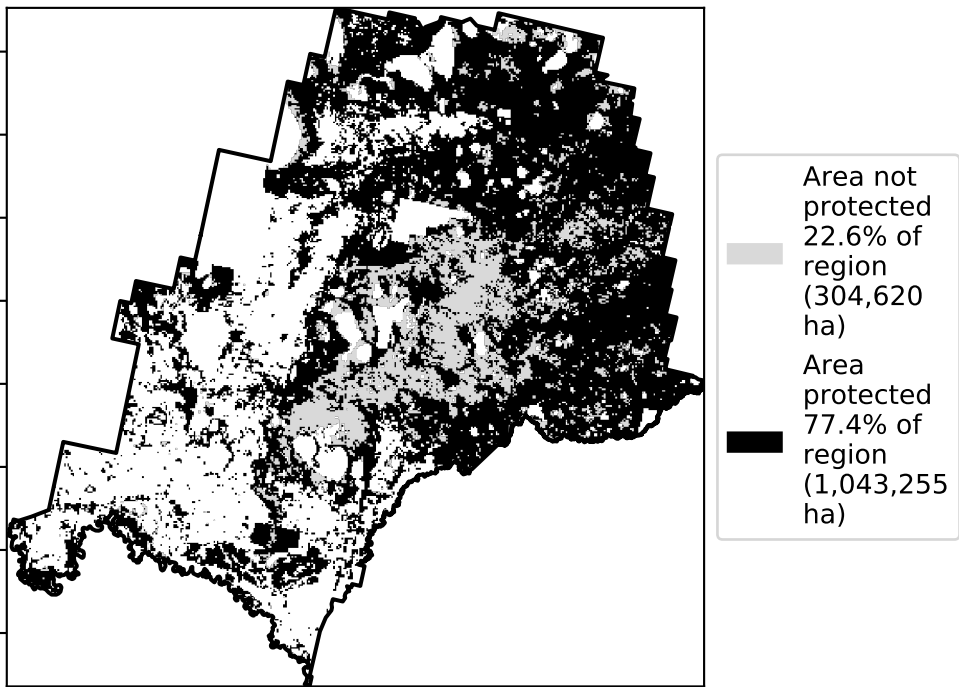 Area not
protected
22.6% of
region
(304,620
ha)
Area
protected
77.4% of
region
(1,043,255
ha)